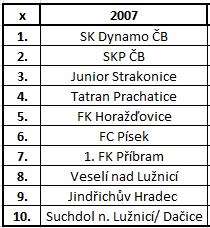 x 2007
1. SK Dynamo ČB
2. SKP ČB
3. Junior Strakonice
4. Tatran Prachatice
5. FK Horažďovice
6. FC Písek
7. 1. FK Příbram
8. Veselí nad Lužnicí
9. Jindřichův Hradec
10. Suchdol n. Lužnicí/ Dačice